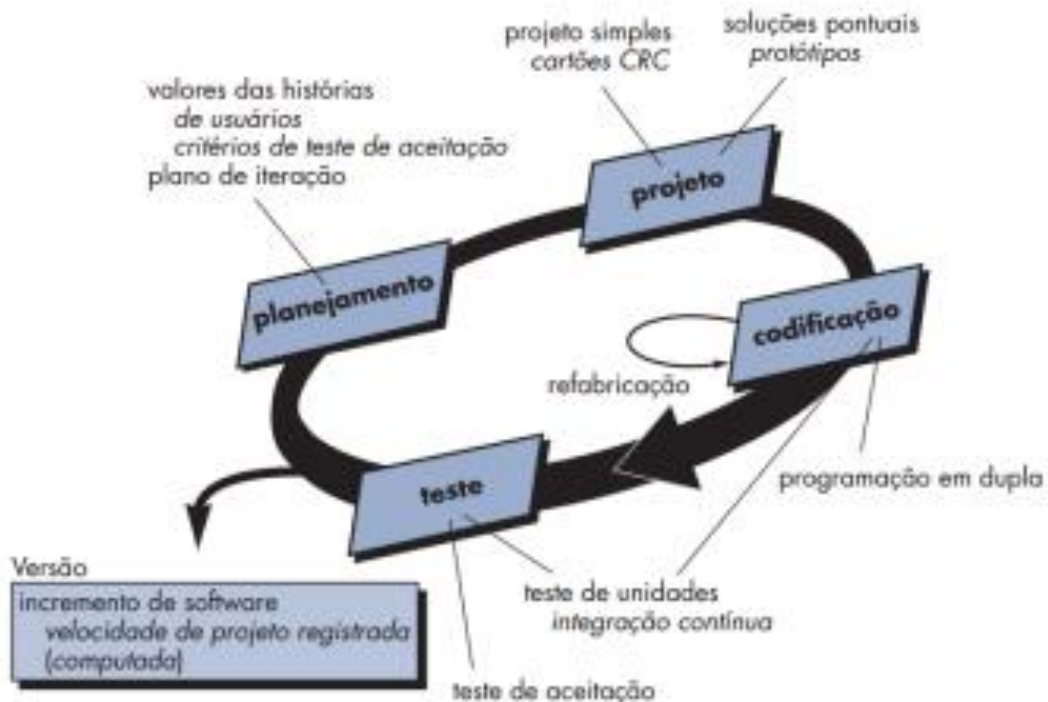 projeto simples
cartões CRC
soluções pontuais
protótipos
valores das histórias
de usuários
critérios de teste de aceitação
plano de iteração
projeto
planejamento
codificação
refabricação
teste
programação em dupla
Versão
incremento de software
velocidade de projeto registrada
(computada)
teste de unidades
integração contínua
teste de aceitação